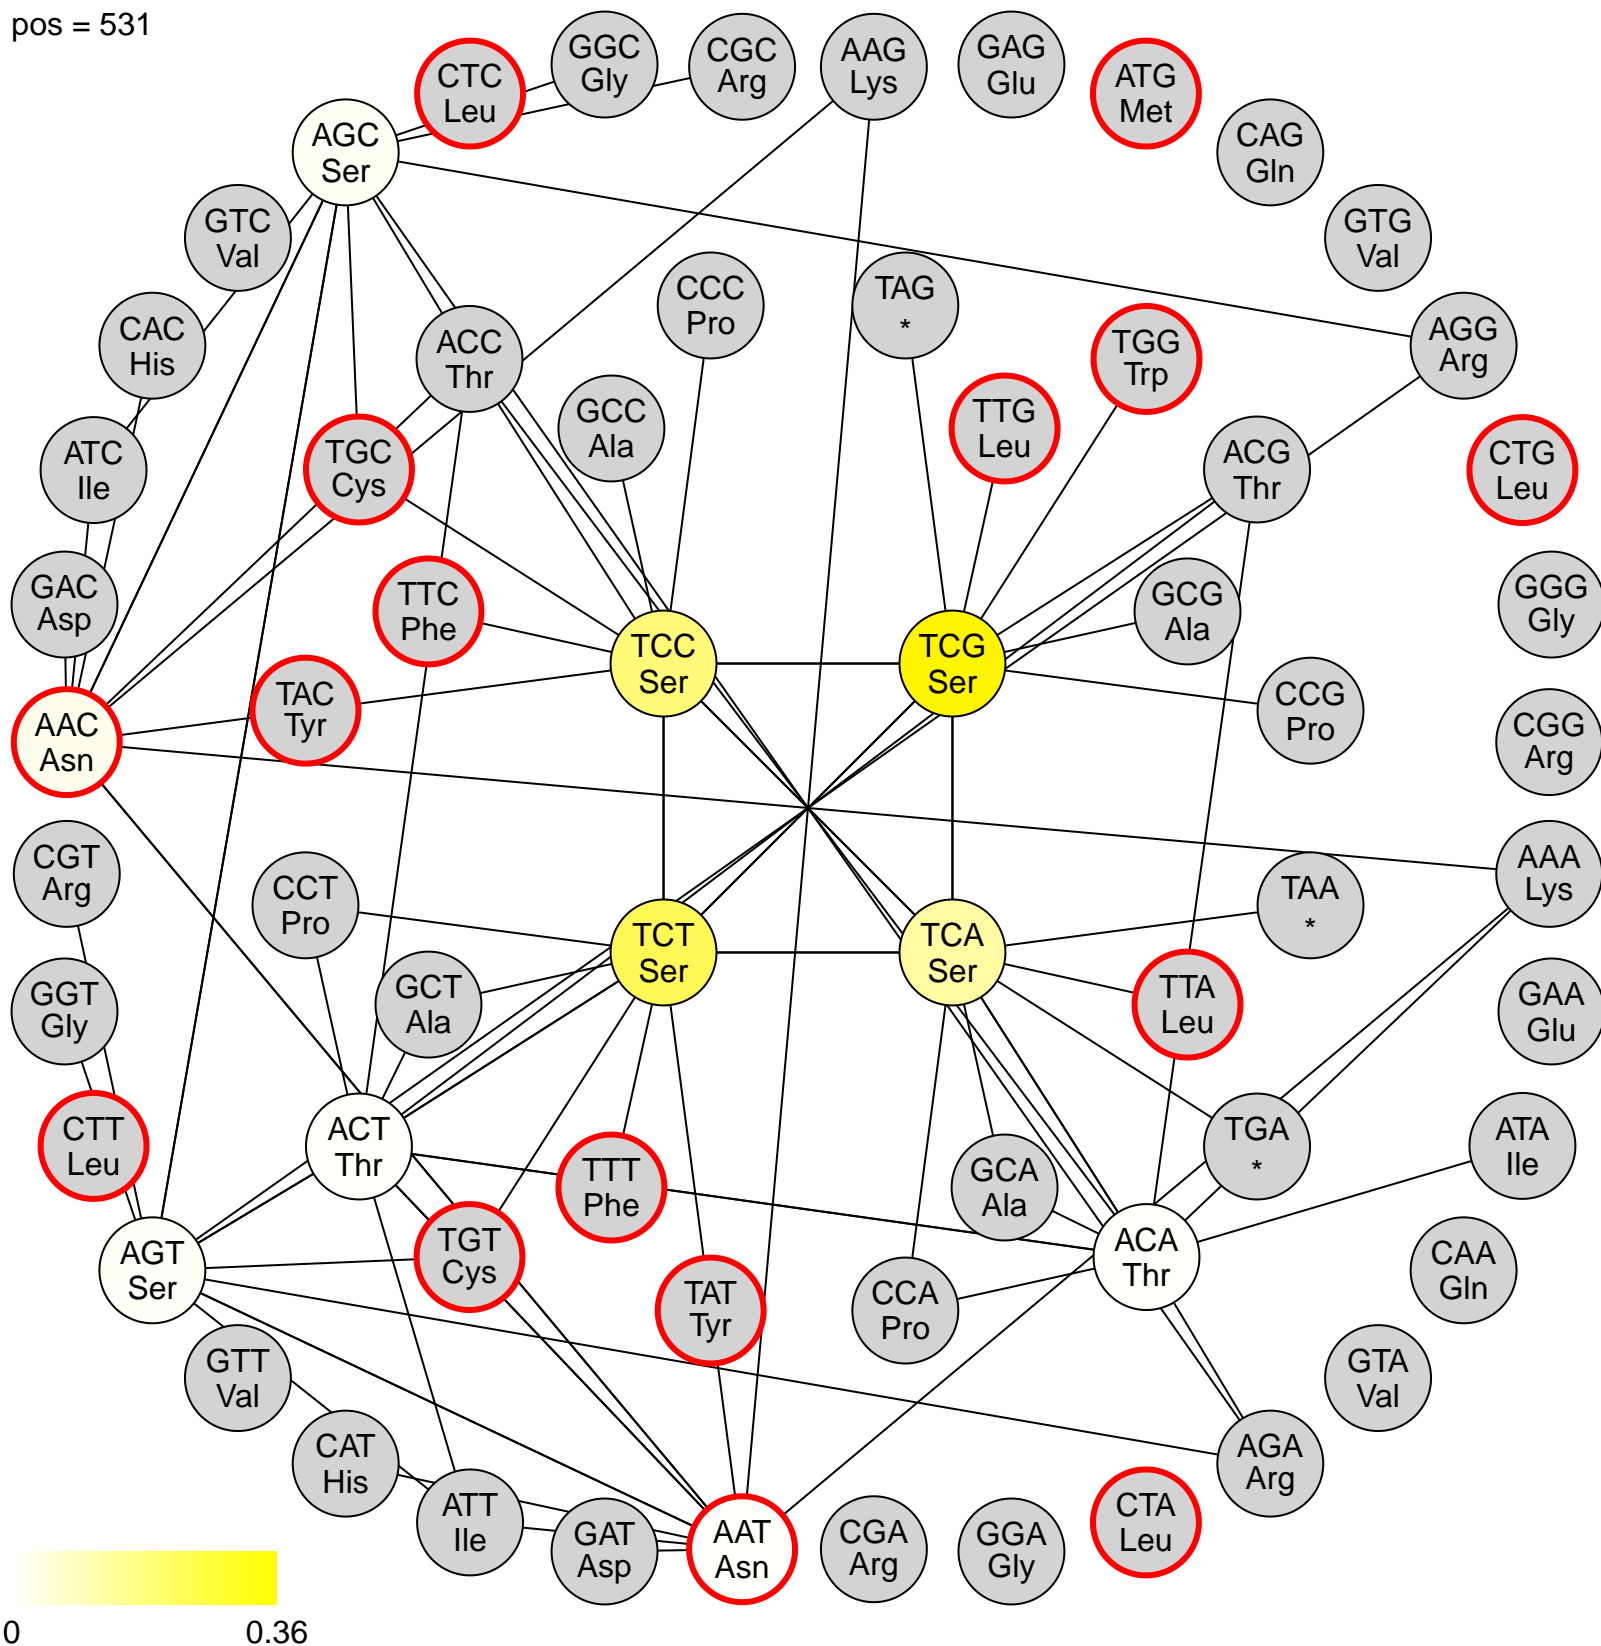 pos = 531
GGC
Gly
CGC
Arg
AAG
Lys
GAG
Glu
CTC
Leu
ATG
Met
AGC
Ser
CAG
Gln
GTC
Val
GTG
Val
CCC
Pro
TAG
*
CAC
His
ACC
Thr
TGG
Trp
AGG
Arg
GCC
Ala
TTG
Leu
ATC
Ile
TGC
Cys
ACG
Thr
CTG
Leu
GAC
Asp
TTC
Phe
GCG
Ala
GGG
Gly
TCC
Ser
TCG
Ser
TAC
Tyr
CCG
Pro
AAC
Asn
CGG
Arg
CGT
Arg
AAA
Lys
CCT
Pro
TAA
*
TCT
Ser
TCA
Ser
GGT
Gly
GCT
Ala
TTA
Leu
GAA
Glu
CTT
Leu
ACT
Thr
TGA
*
ATA
Ile
TTT
Phe
GCA
Ala
AGT
Ser
TGT
Cys
ACA
Thr
CAA
Gln
TAT
Tyr
CCA
Pro
GTT
Val
GTA
Val
CAT
His
AGA
Arg
ATT
Ile
CTA
Leu
GAT
Asp
AAT
Asn
CGA
Arg
GGA
Gly
0
0.36